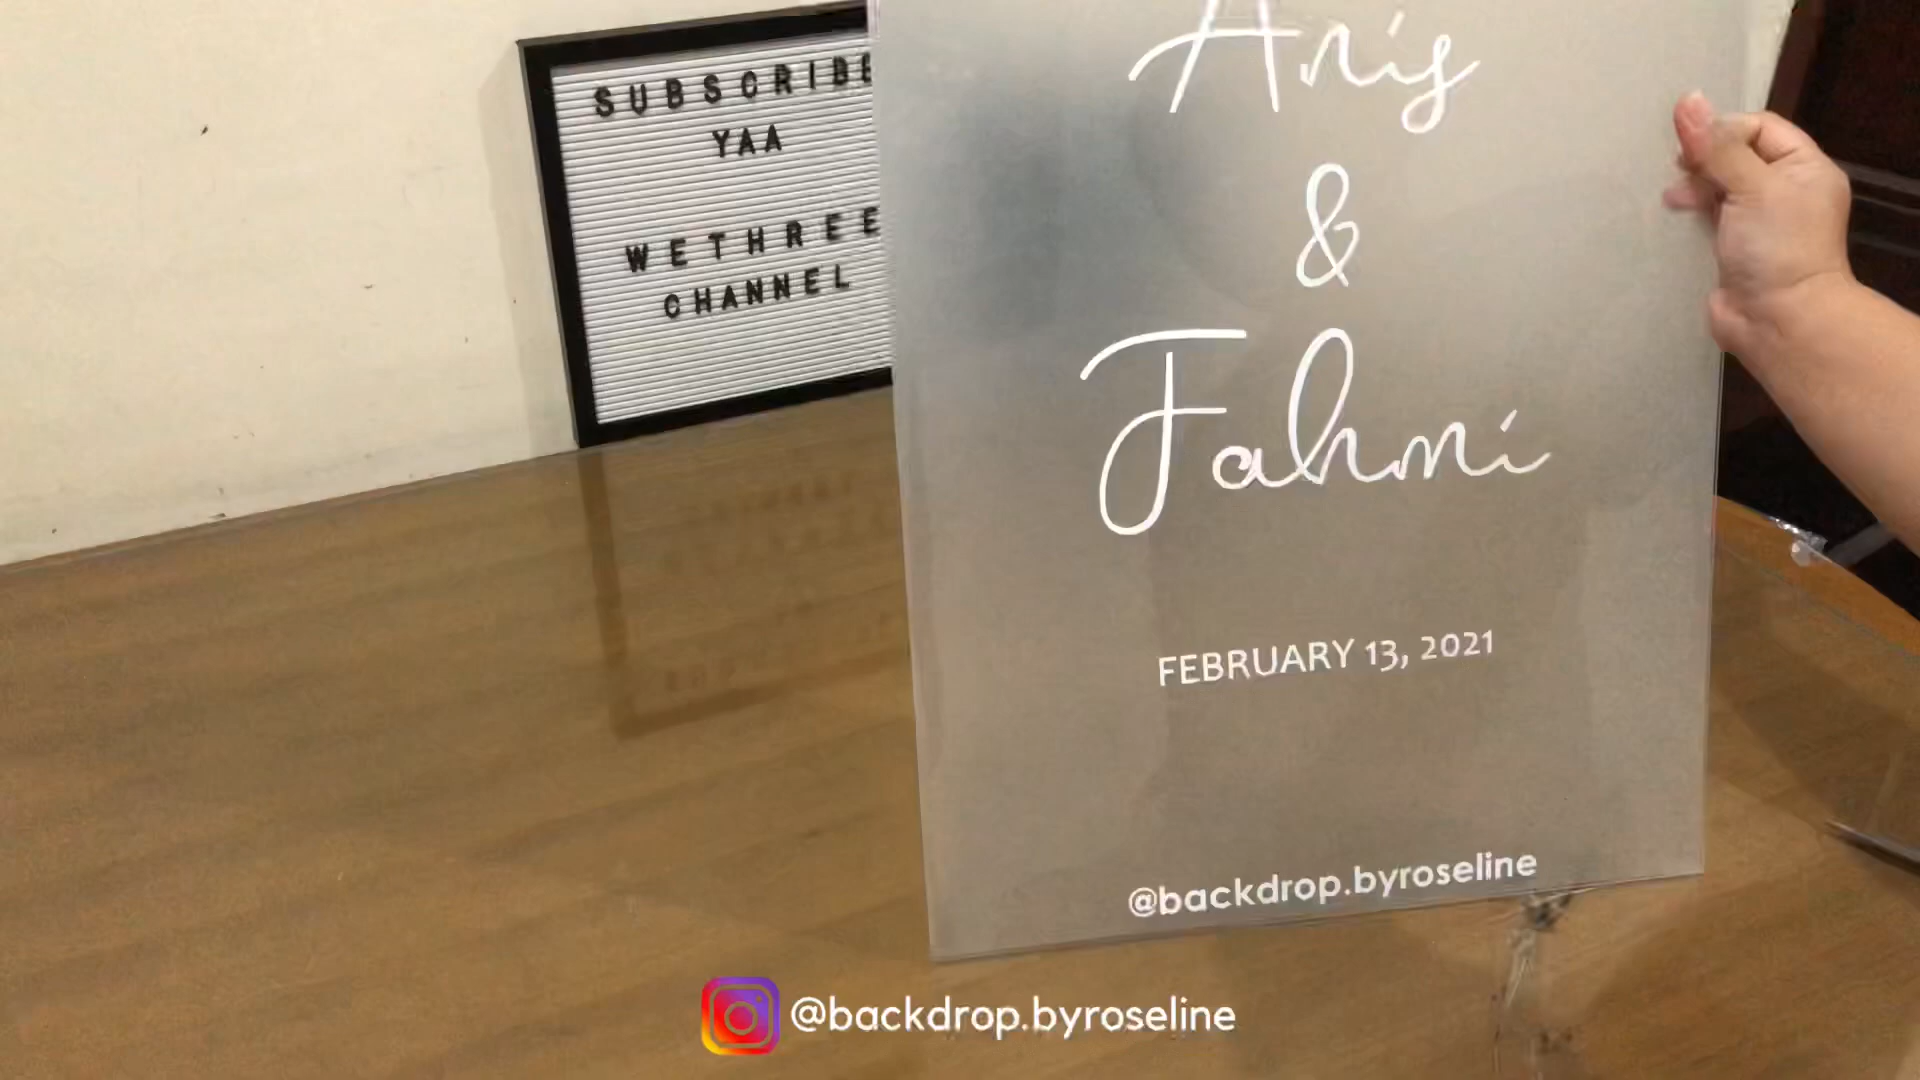 SUBSCRIBE
YAA
WETHREE
CHANNEL
Aris
&
Fahmi
FEBRUARY 13, 2021
@backdrop.byroseline
@backdrop.byroseline